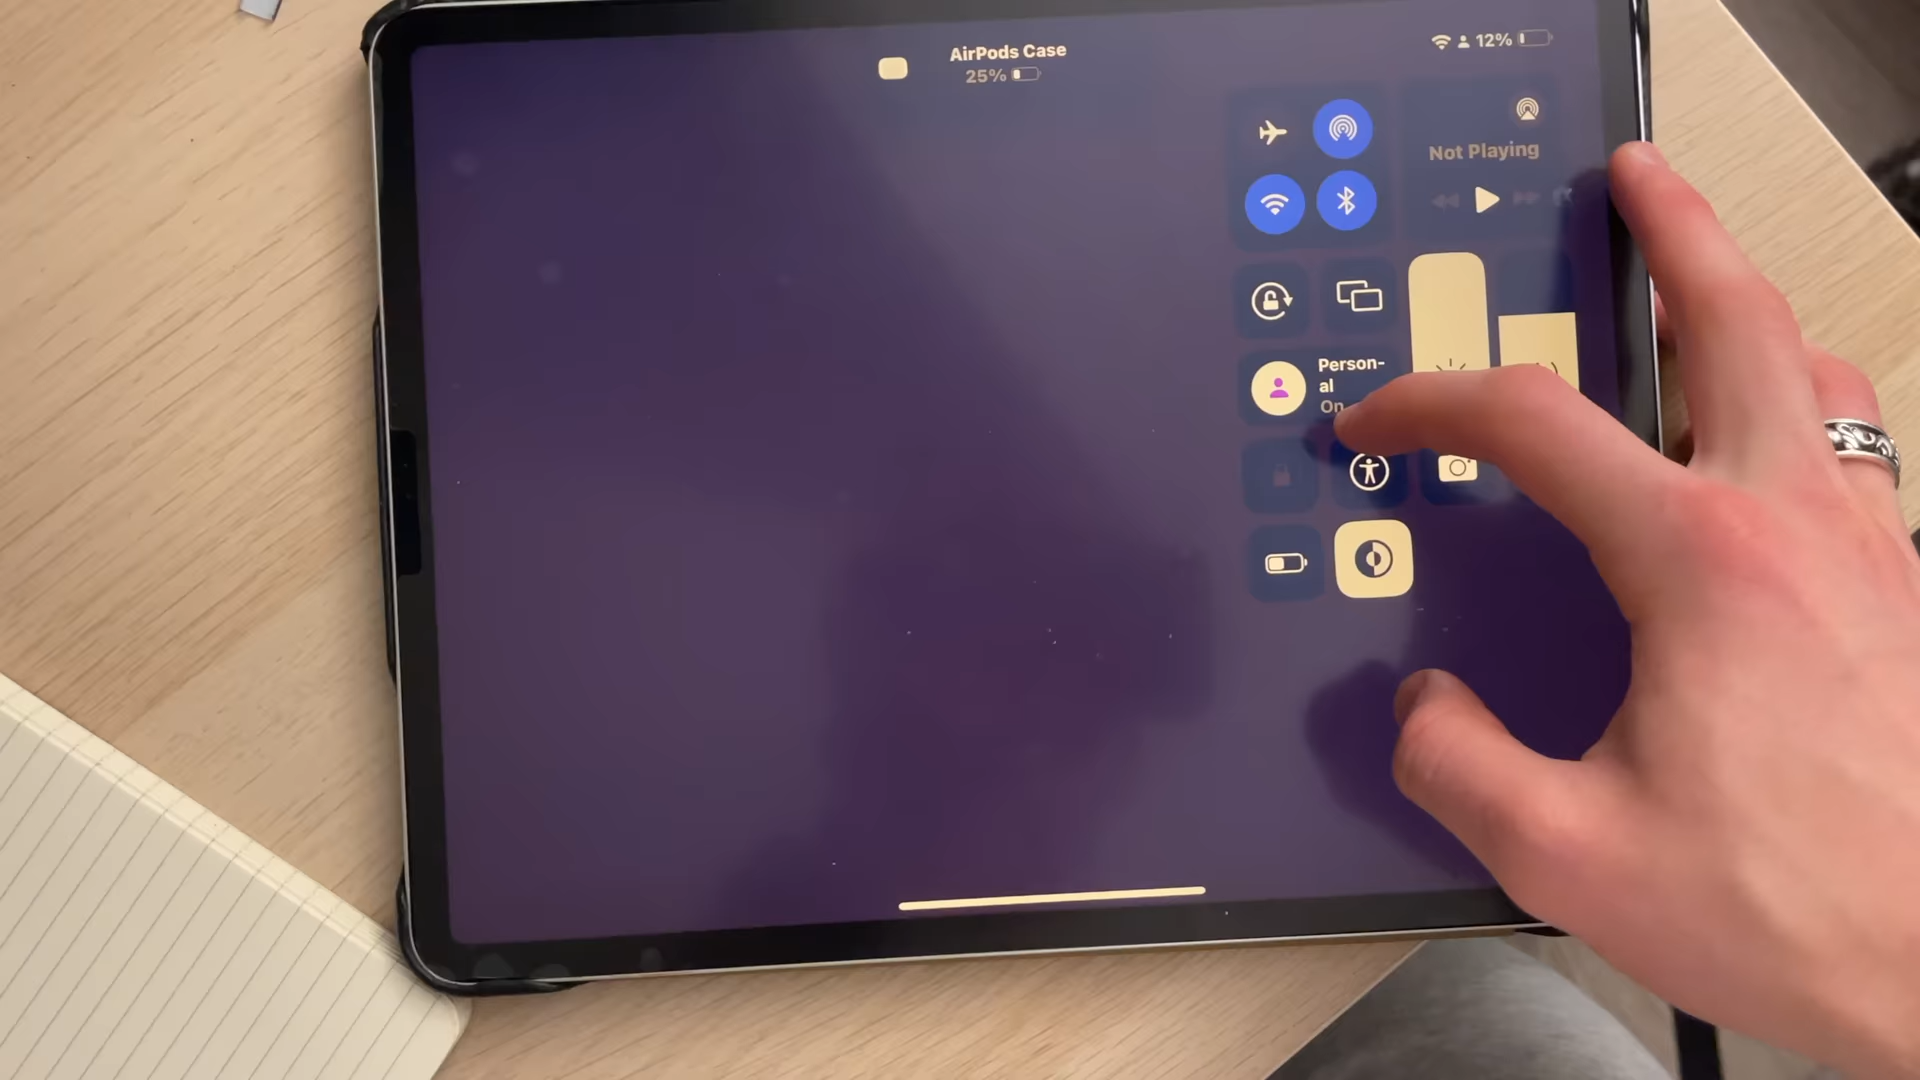 AirPods Case
25%
12%
Not Playing
Person-
al
On